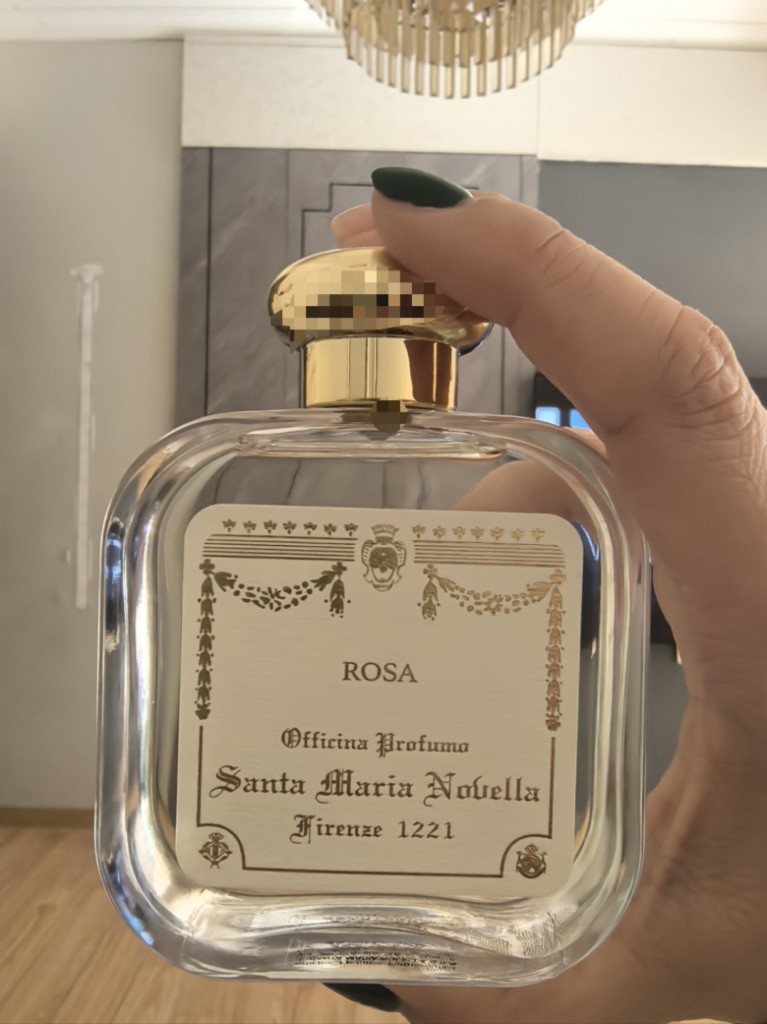 ROSA
Officina Profumo
Santa Maria Novella
Firenze 1221